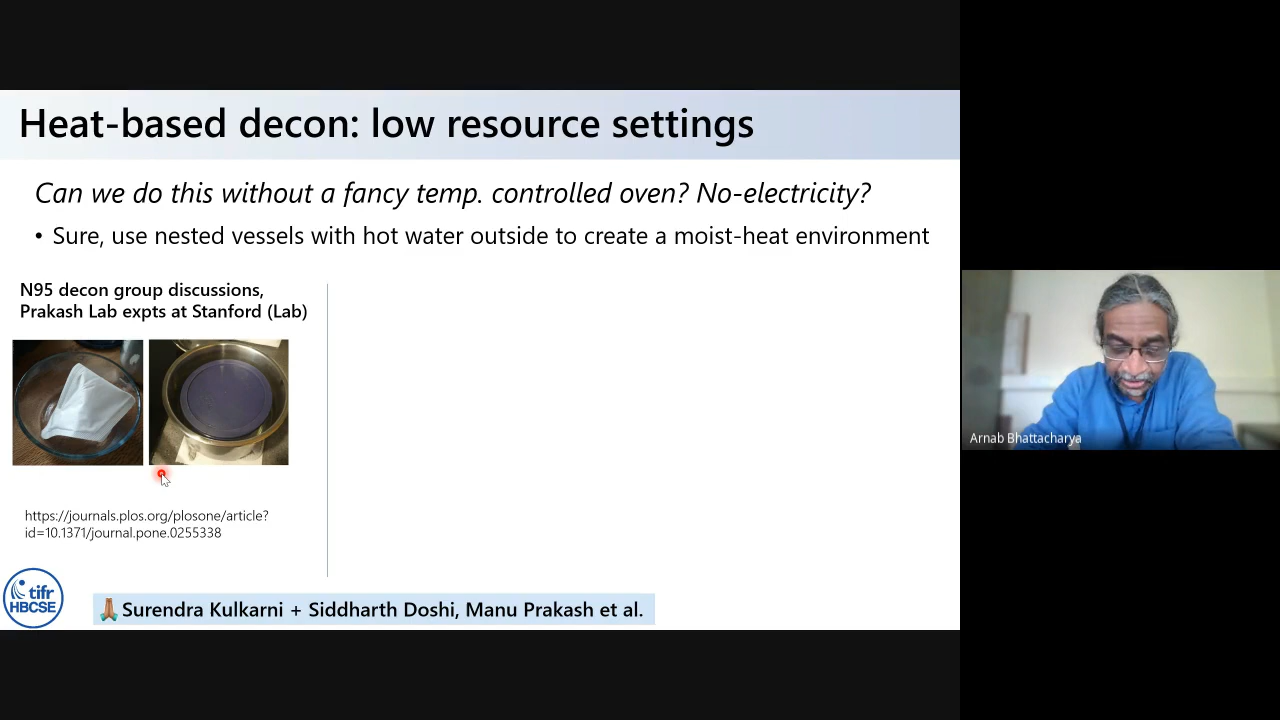 Heat-based decon: low resource settings
Can we do this without a fancy temp. controlled oven? No-electricity?
• Sure, use nested vessels with hot water outside to create a moist-heat environment
N95 decon group discussions,
Prakash Lab expts at Stanford (Lab)
https://journals.plos.org/plosone/article?
id=10.1371/journal.pone.0255338
tifr
HBCSE
🙏🏽 Surendra Kulkarni + Siddharth Doshi, Manu Prakash et al.
Arnab Bhattacharya